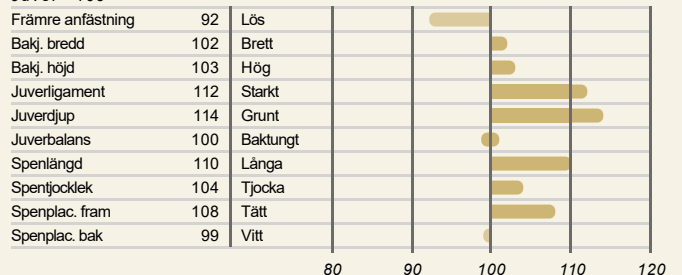 Främre anfästning 92 Lös
Bakj. bredd 102 Brett
Bakj. höjd 103 Hög
Juverligament 112 Starkt
Juverdjup 114 Grunt
Juverbalans 100 Baktungt
Spenlängd 110 Långa
Spentjocklek 104 Tjocka
Spenplac. fram 108 Tätt
Spenplac. bak 99 Vitt
80 90 100 110 120